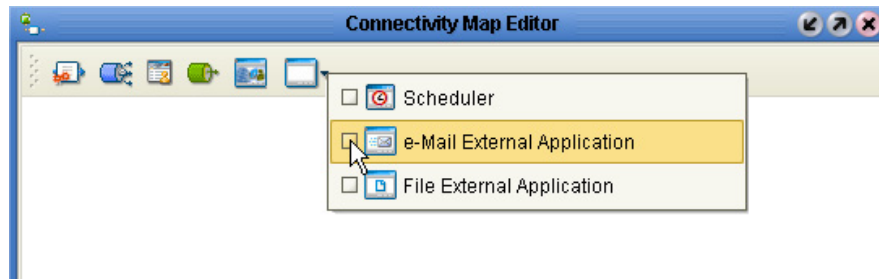 Connectivity Map Editor
Scheduler
e-Mail External Application
File External Application